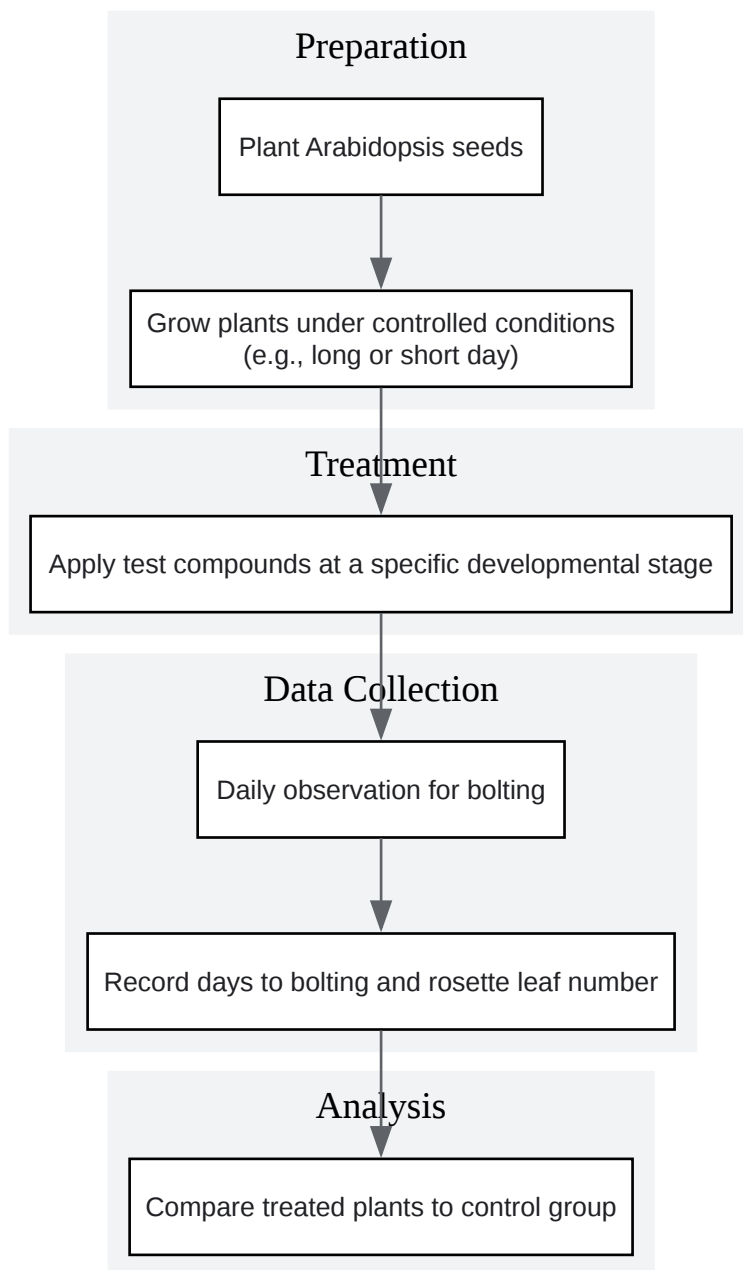 Preparation
Plant Arabidopsis seeds
Grow plants under controlled conditions
(e.g., long or short day)
Treatment
Apply test compounds at a specific developmental stage
Data Collection
Daily observation for bolting
Record days to bolting and rosette leaf number
Analysis
Compare treated plants to control group